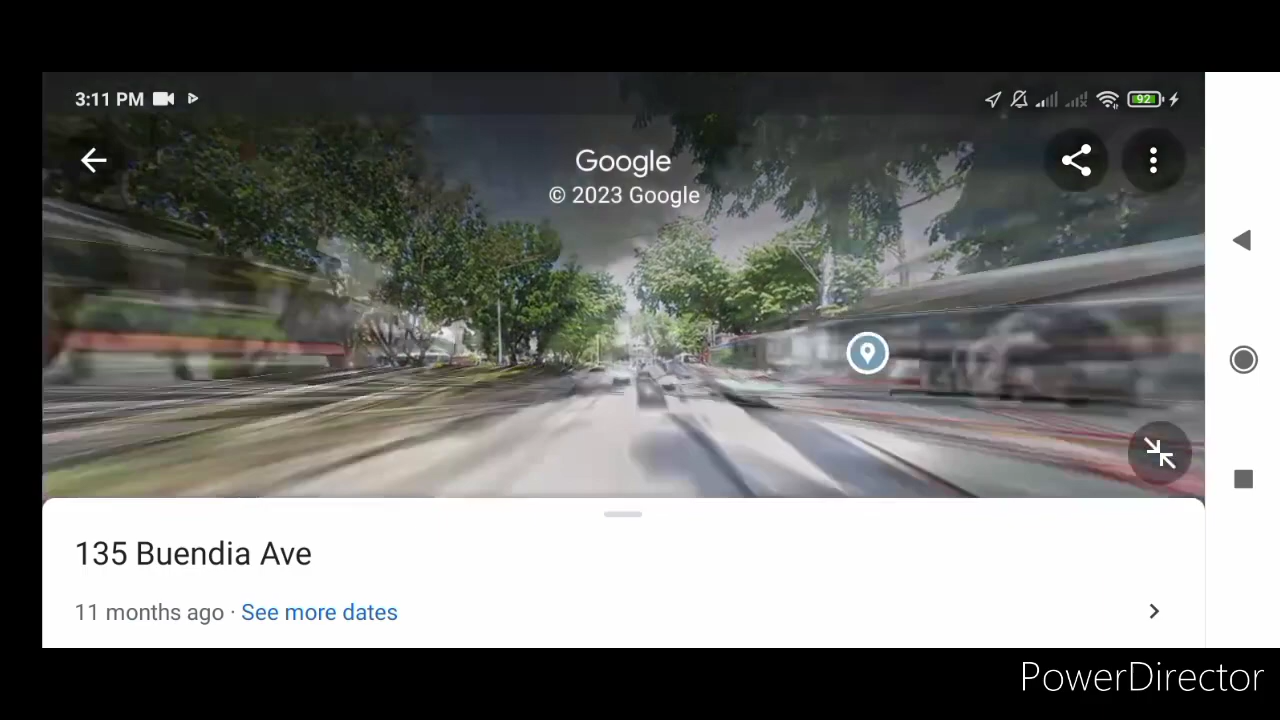 3:11 PM
92
Google
© 2023 Google
135 Buendia Ave
11 months ago · See more dates
PowerDirector